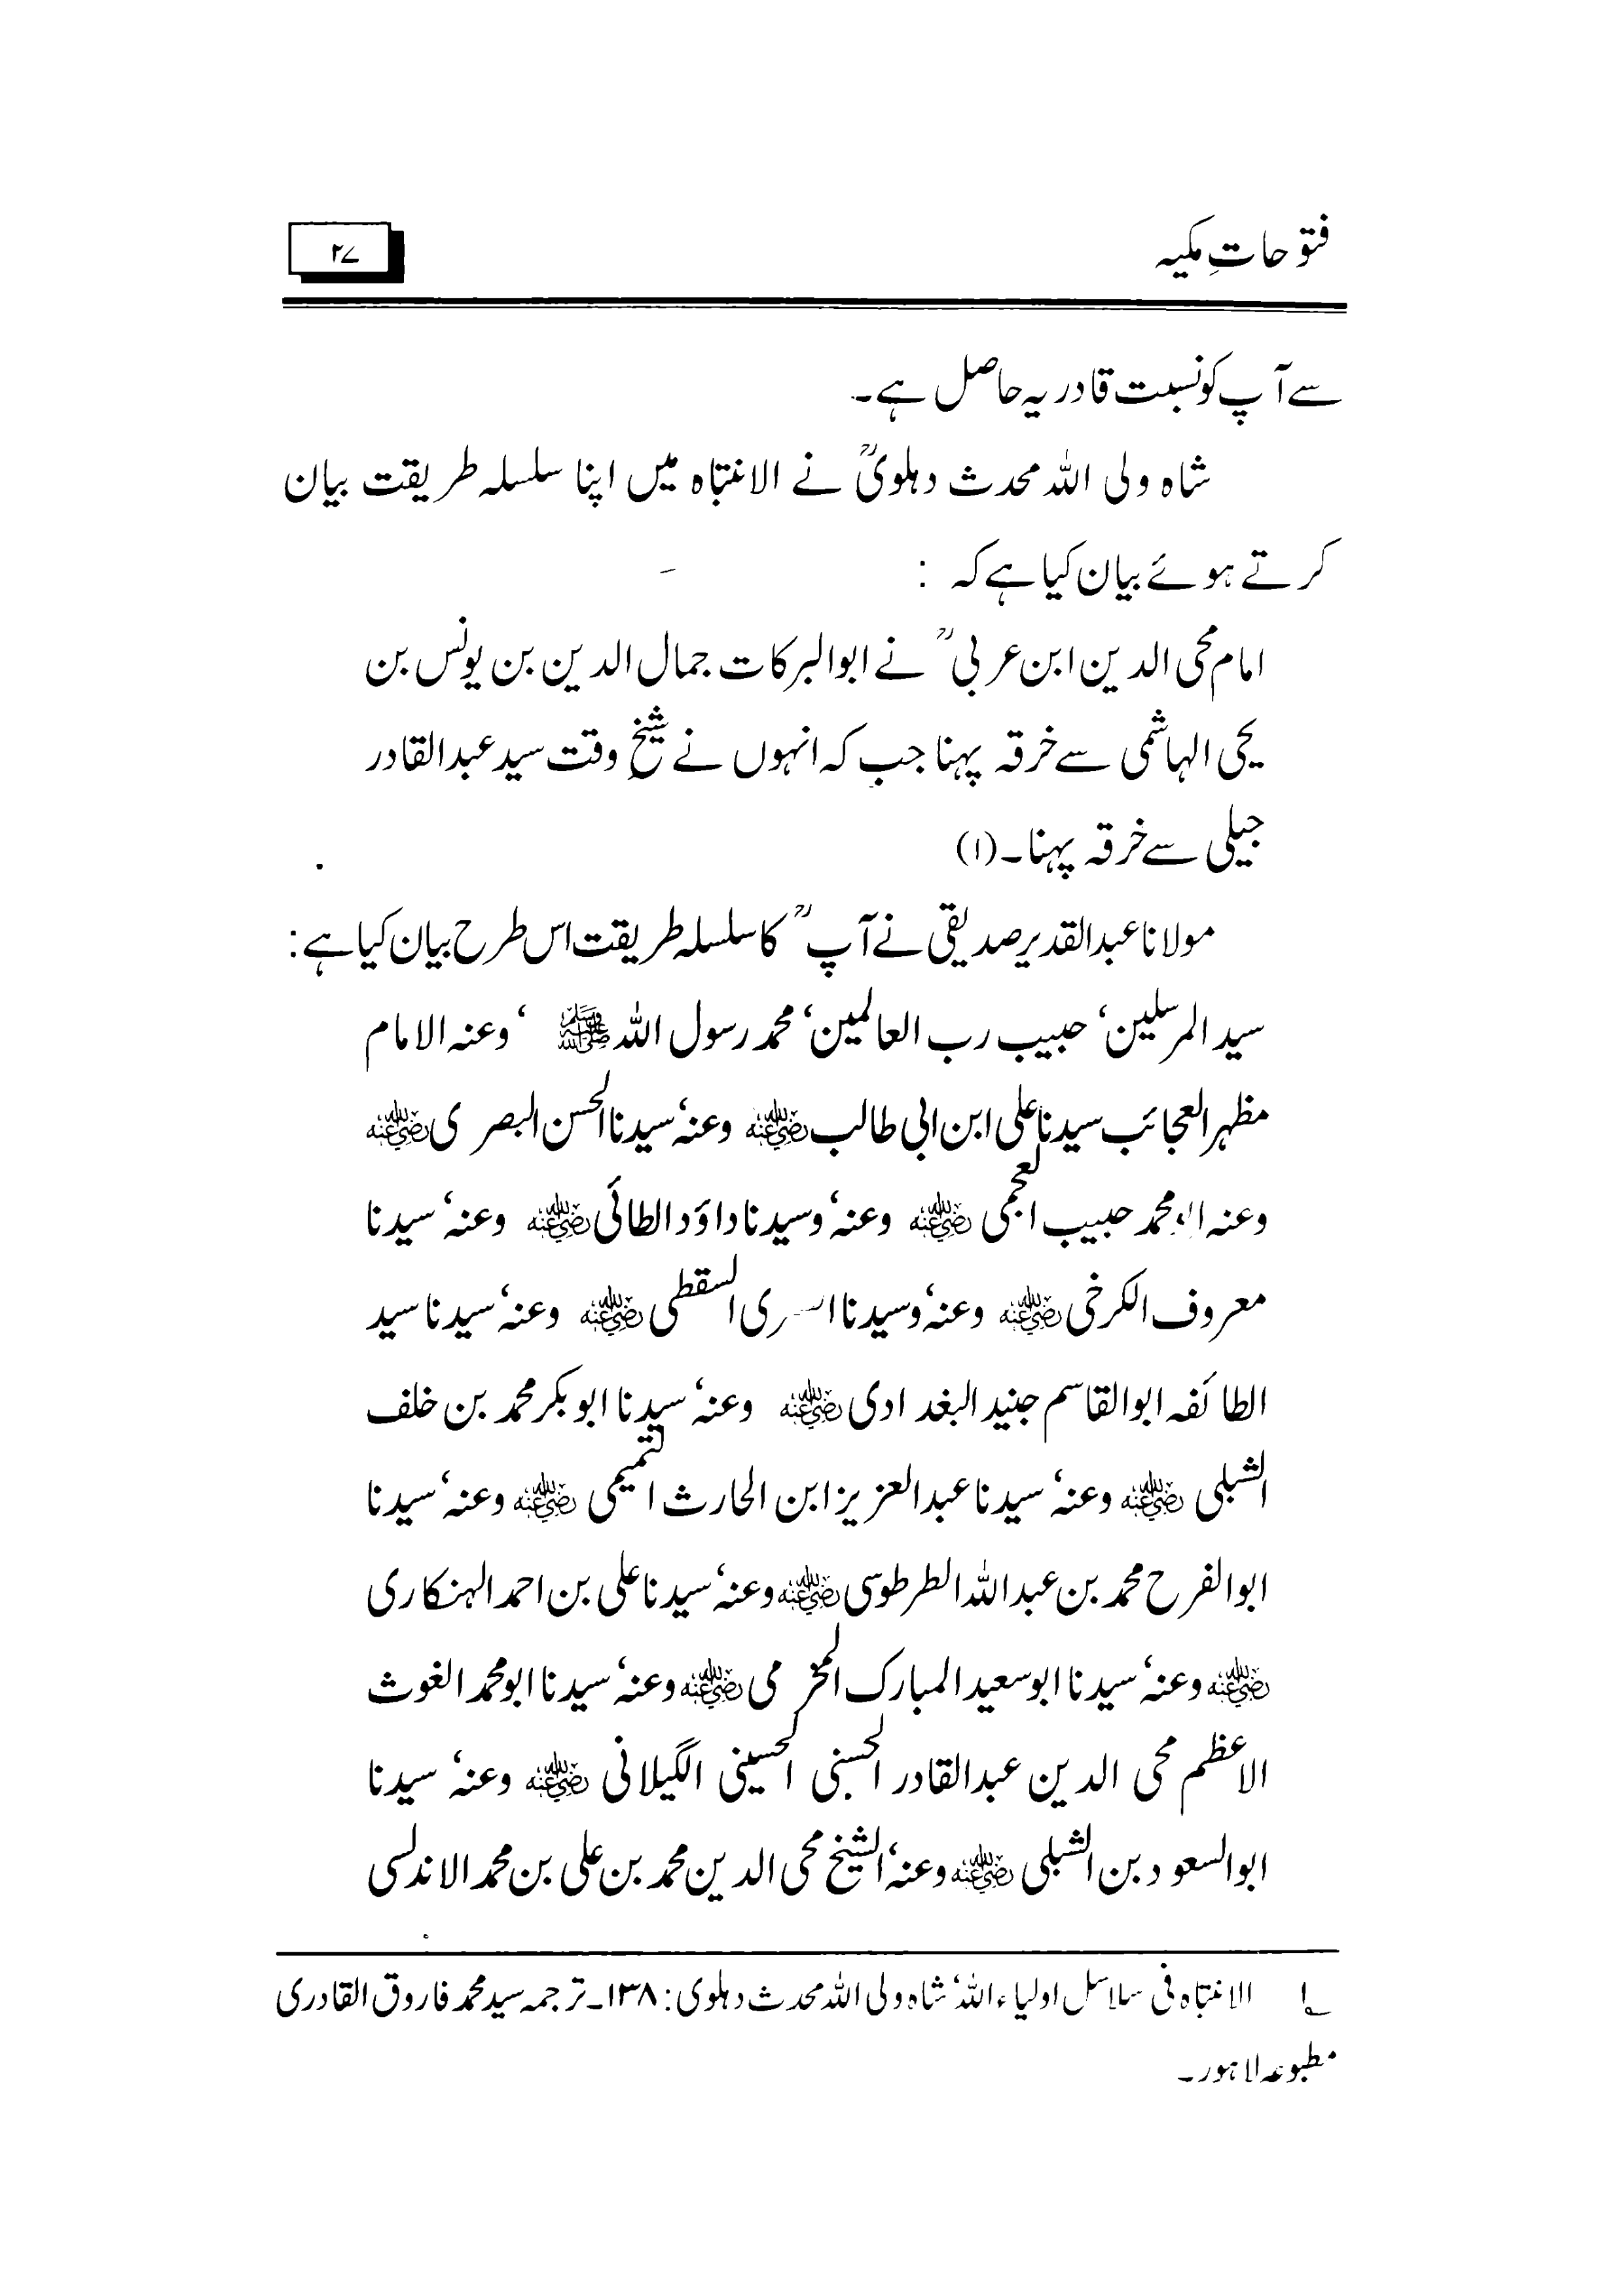 فتوحاتِ مکیہ
۲۷
سے آپ کو نسبت قادریہ حاصل ہے۔
شاہ ولی اللہ محدث دہلویؒ نے الانتباہ میں اپنا سلسلہ طریقت بیان
کرتے ہوئے بیان کیا ہے کہ :
امام محی الدین ابن عربیؒ نے ابوالبرکات جمال الدین بن یونس بن
یحیٰ الہاشمی سے خرقہ پہنا جب کہ انہوں نے شیخِ وقت سید عبدالقادر
جیلی سے خرقہ پہنا۔(۱)
مولانا عبدالقدیر صدیقی نے آپؒ کا سلسلہ طریقت اس طرح بیان کیا ہے:
سید المرسلین‘ حبیب رب العالمین‘ محمد رسول اللہ ﷺ ‘ وعنہ الامام
مظہر العجائب سیدنا علی ابن ابی طالب رضی اللہ عنہ وعنہ‘ سیدنا الحسن البصری رضی اللہ عنہ
وعنہ محمد حبیب العجمی رضی اللہ عنہ وعنہ‘ وسیدنا داؤد الطائی رضی اللہ عنہ وعنہ‘ سیدنا
معروف الکرخی رضی اللہ عنہ وعنہ‘ وسیدنا السری السقطی رضی اللہ عنہ وعنہ‘ سیدنا سید
الطائفہ ابوالقاسم جنید البغدادی رضی اللہ عنہ وعنہ‘ سیدنا ابوبکر محمد بن خلف
الشبلی رضی اللہ عنہ وعنہ‘ سیدنا عبدالعزیز ابن الحارث التمیمی رضی اللہ عنہ وعنہ‘ سیدنا
ابوالفرح محمد بن عبداللہ الطرطوسی رضی اللہ عنہ وعنہ‘ سیدنا علی بن احمد الہنکاری
رضی اللہ عنہ وعنہ‘ سیدنا ابوسعید المبارک المخرمی رضی اللہ عنہ وعنہ‘ سیدنا ابومحمد الغوث
الاعظم محی الدین عبدالقادر الحسنی الحسینی الگیلانی رضی اللہ عنہ وعنہ‘ سیدنا
ابوالسعود بن الشبلی رضی اللہ عنہ وعنہ‘ الشیخ محی الدین محمد بن علی بن محمد الاندلسی
۱؂ الانتباہ فی سلاسل اولیاء اللہ‘ شاہ ولی اللہ محدث دہلوی: ۱۳۸۔ ترجمہ سید محمد فاروق القادری
مطبوعہ لاہور۔